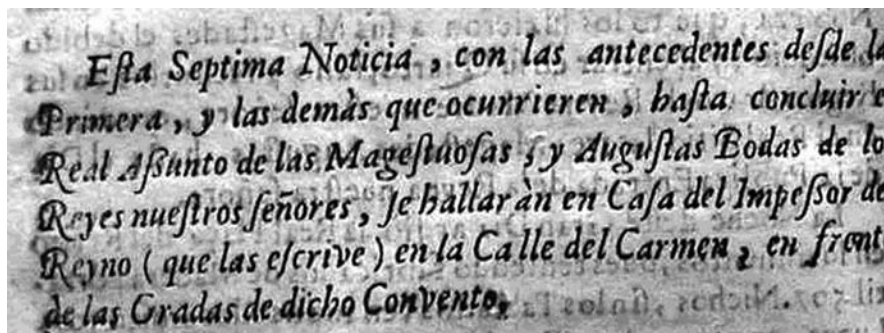 Eſta Septima Noticia, con las antecedentes deſde la
Primera, y las demàs que ocurrieren, haſta concluir e
Real Aſſunto de las Mageſtuoſas, y Auguſtas Bodas de lo
Reyes nueſtros ſeñores, ſe hallaràn en Caſa del Impeſſor de
Reyno (que las eſcrive) en la Calle del Carmen, en front
de las Gradas de dicho Convento.